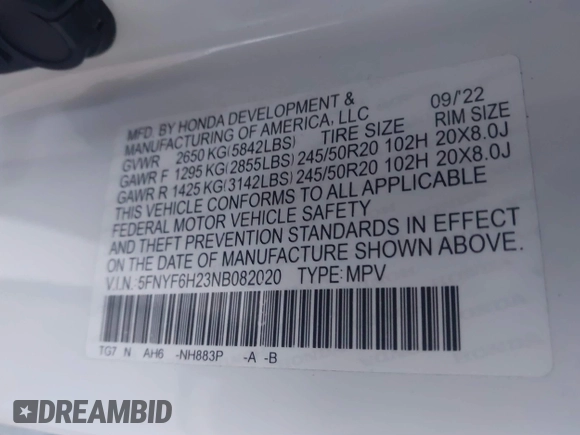 MFD. BY HONDA DEVELOPMENT & 09/'22
MANUFACTURING OF AMERICA, LLC
GVWR 2650 KG(5842LBS) TIRE SIZE RIM SIZE
GAWR F 1295 KG(2855LBS) 245/50R20 102H 20X8.0J
GAWR R 1425 KG(3142LBS) 245/50R20 102H 20X8.0J
THIS VEHICLE CONFORMS TO ALL APPLICABLE
FEDERAL MOTOR VEHICLE SAFETY
AND THEFT PREVENTION STANDARDS IN EFFECT
ON THE DATE OF MANUFACTURE SHOWN ABOVE.
V.I.N.: 5FNYF6H23NB082020 TYPE: MPV
TG7 N AH6 -NH883P -A -B
DREAMBID